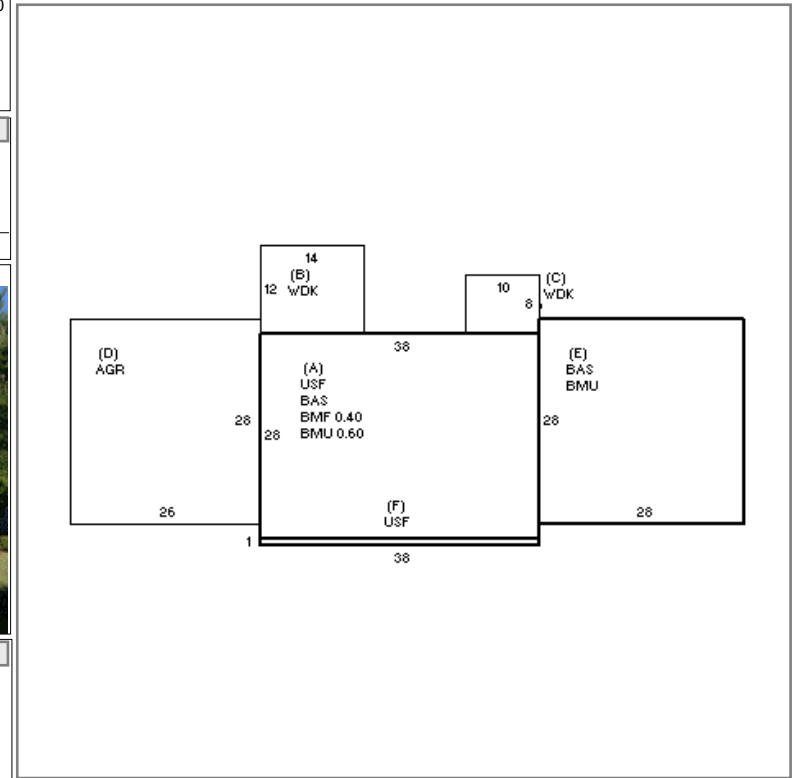 14
(B)
12 WDK
10
(C)
WDK
8
38
(D)
AGR
(A)
USF
BAS
BMF 0.40
BMU 0.60
(E)
BAS
BMU
28
28
28
26
(F)
USF
28
1
38